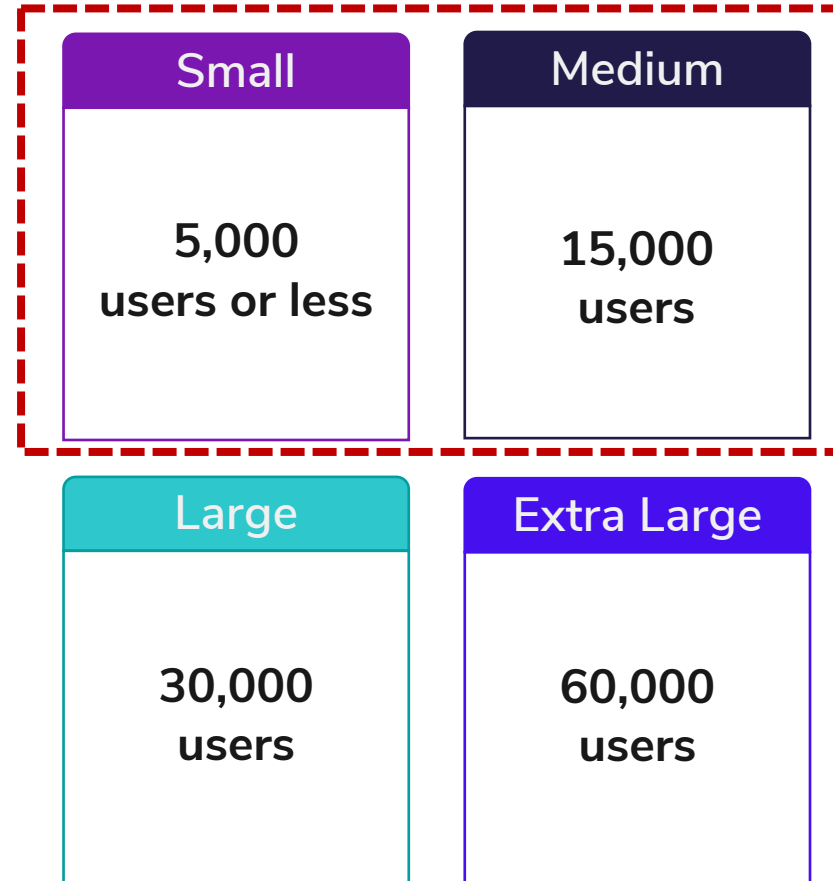 Small
5,000
users or less
Medium
15,000
users
Large
30,000
users
Extra Large
60,000
users